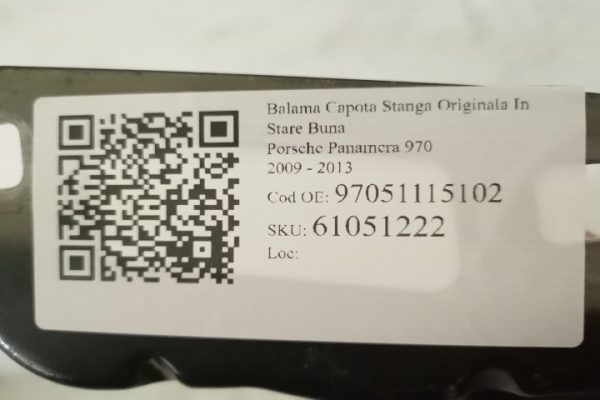 Balama Capota Stanga Originala In
Stare Buna
Porsche Panamera 970
2009 - 2013
Cod OE: 97051115102
SKU: 61051222
Loc: